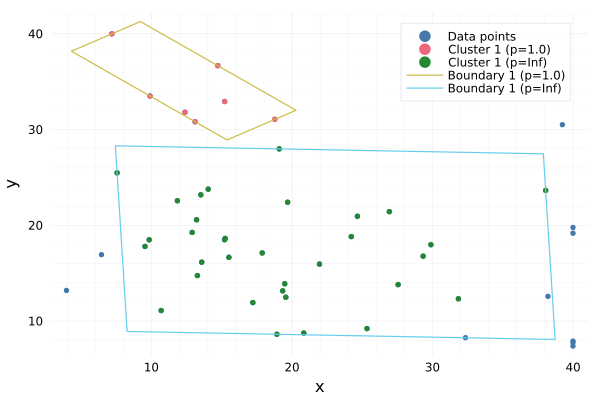 40
30
20
10
y
10
20
30
40
x
Data points
Cluster 1 (p=1.0)
Cluster 1 (p=Inf)
Boundary 1 (p=1.0)
Boundary 1 (p=Inf)